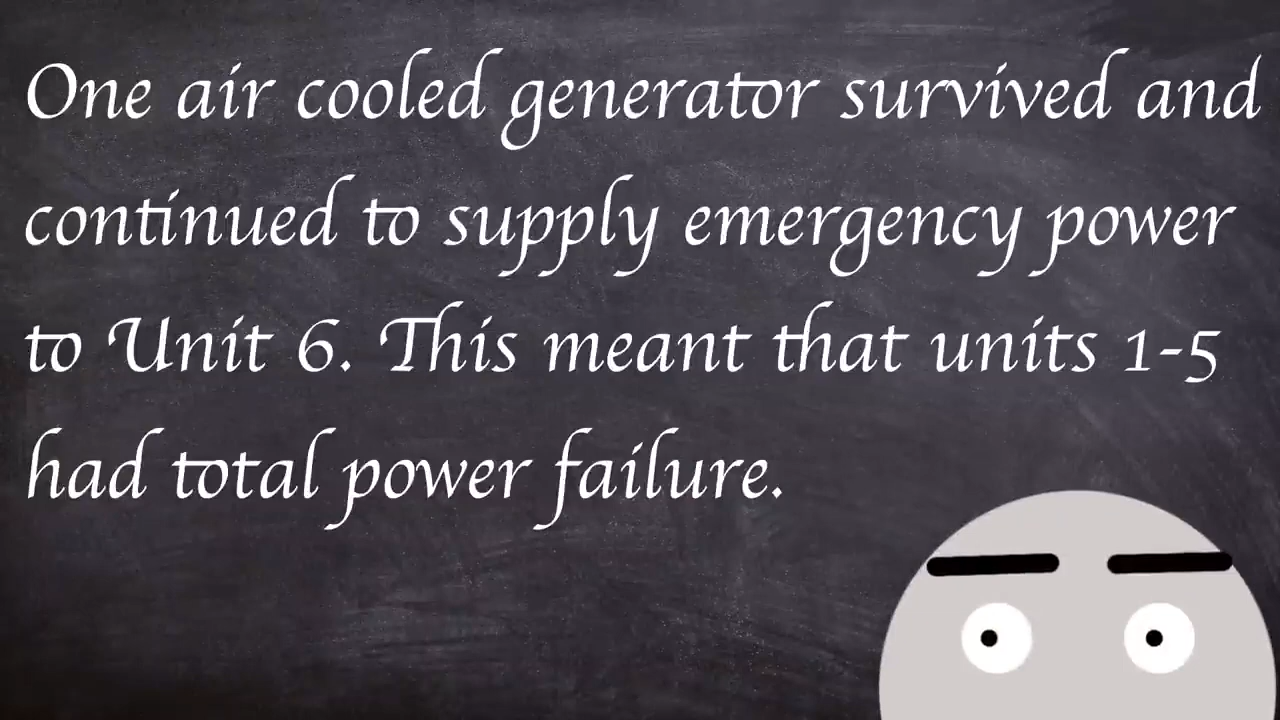 One air cooled generator survived and
continued to supply emergency power
to Unit 6. This meant that units 1-5
had total power failure.